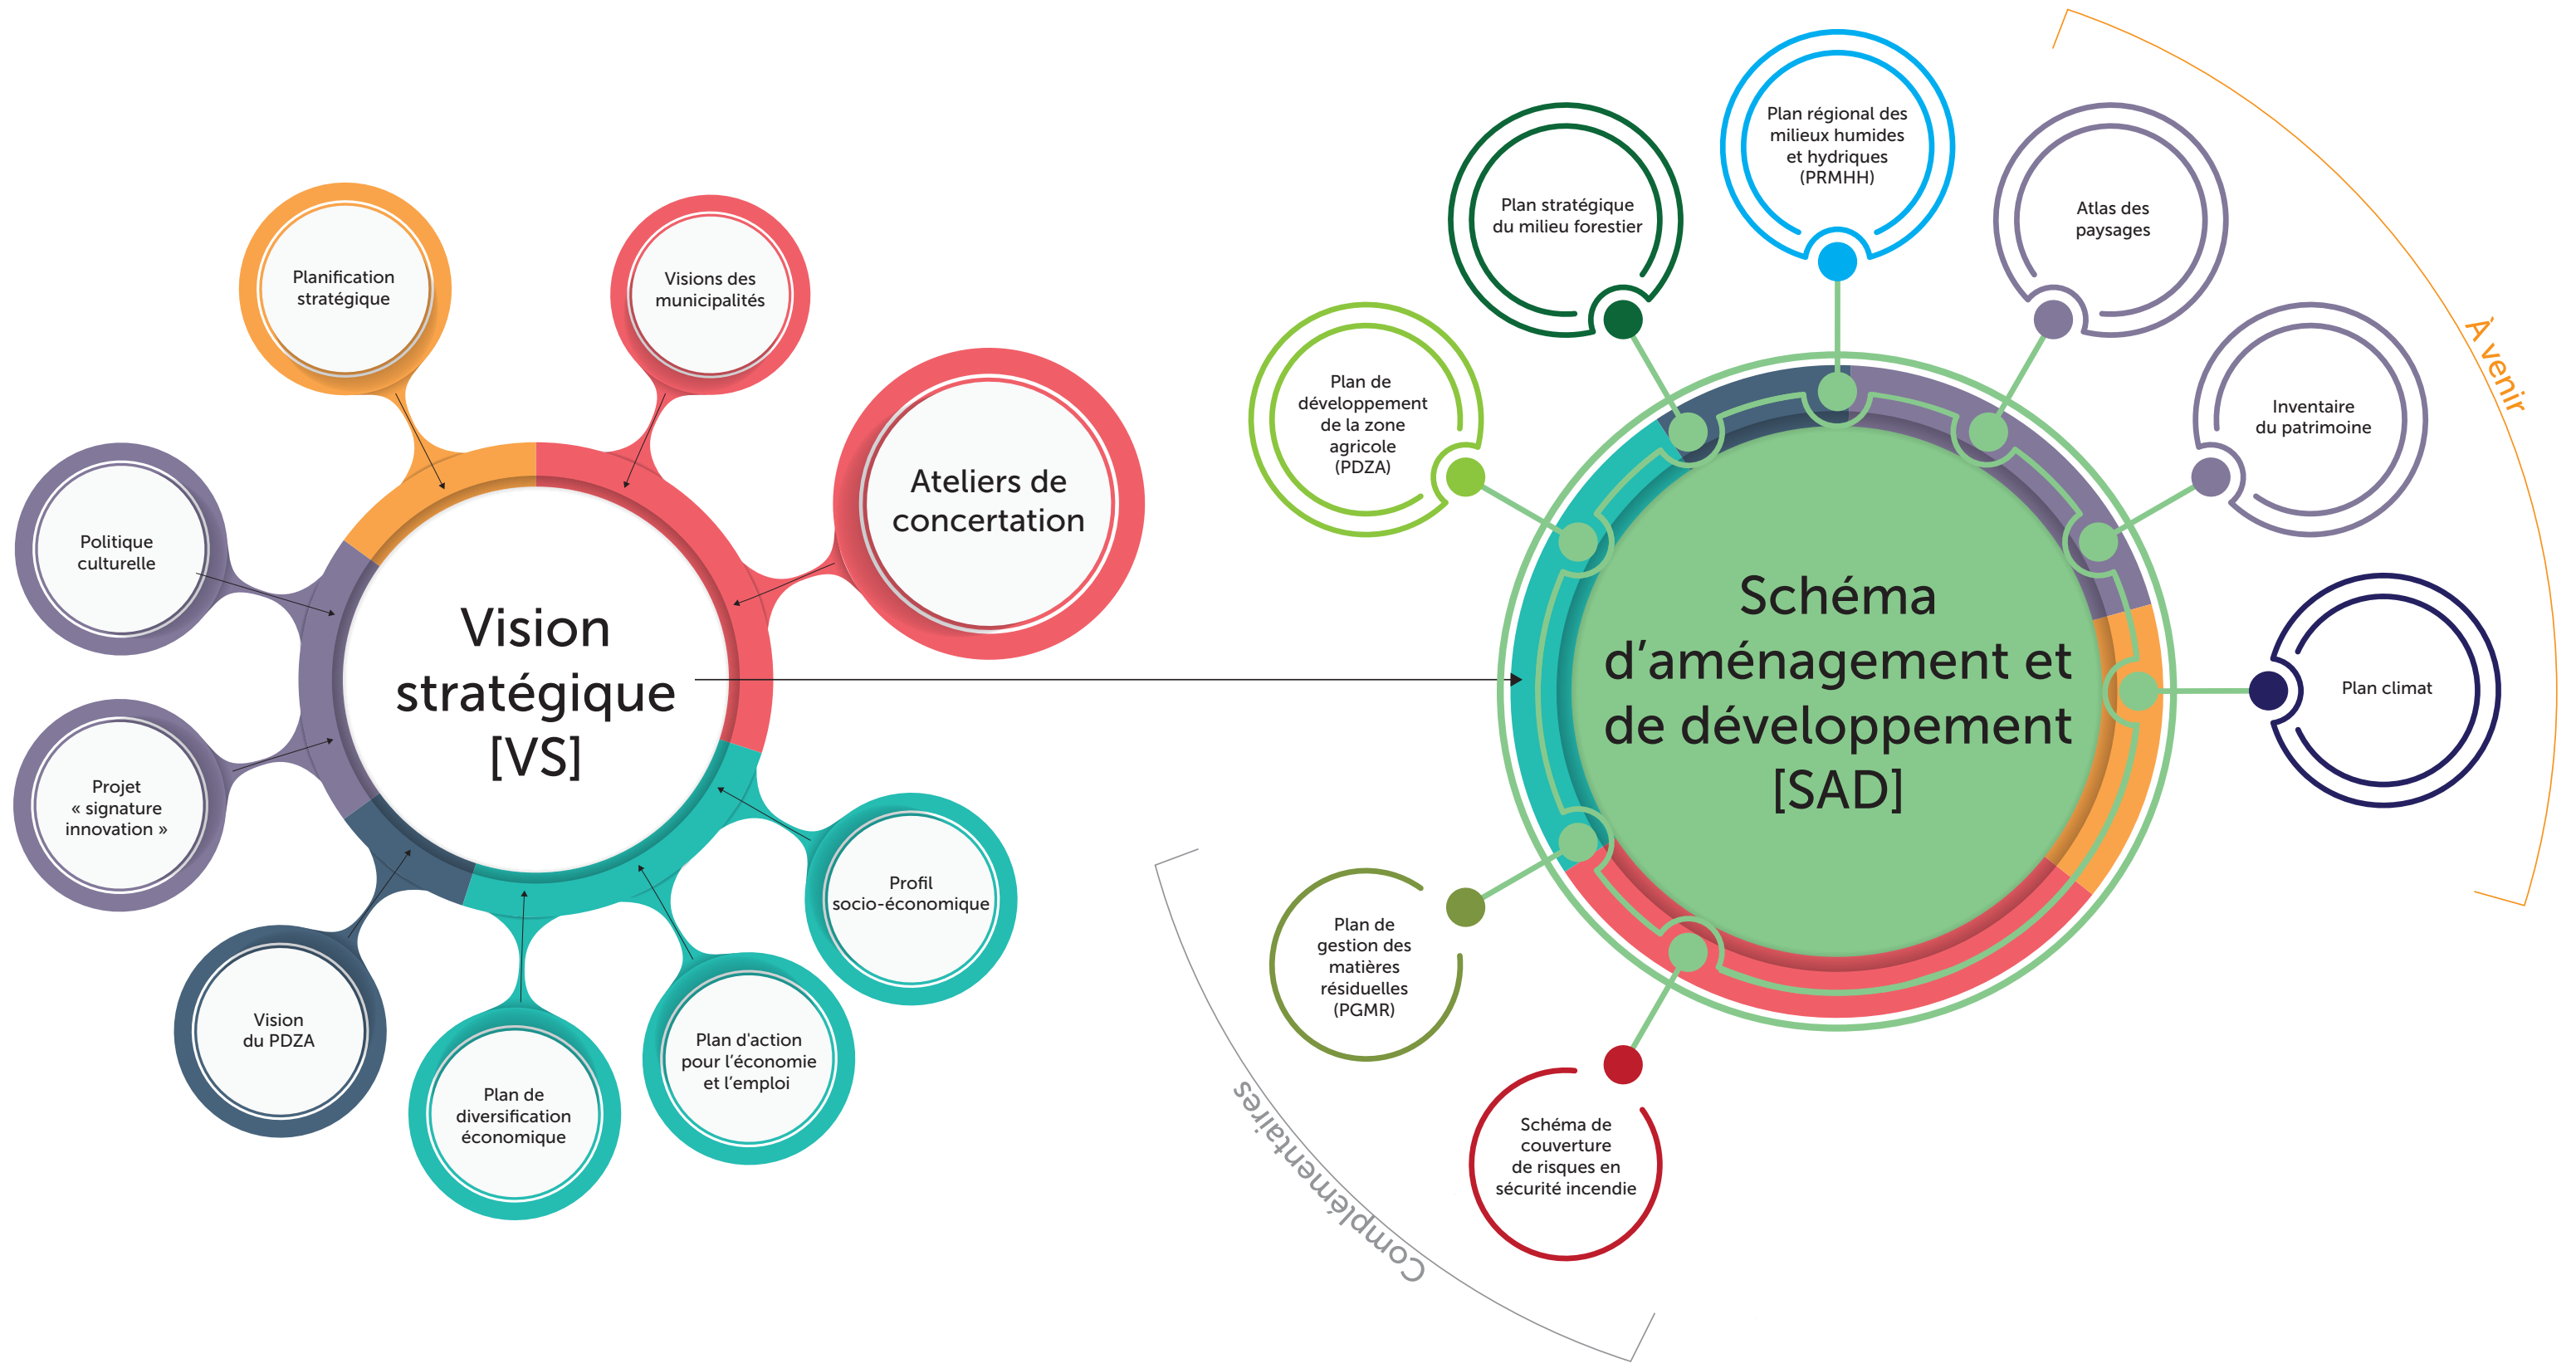 Planification
stratégique
Visions des
municipalités
Ateliers de
concertation
Politique
culturelle
Projet
« signature
innovation »
Vision
du PDZA
Plan de
diversification
économique
Plan d'action
pour l’économie
et l’emploi
Profil
socio-économique
Vision
stratégique
[VS]
Plan de
développement
de la zone
agricole
(PDZA)
Plan stratégique
du milieu forestier
Plan régional des
milieux humides
et hydriques
(PRMHH)
Atlas des
paysages
Inventaire
du patrimoine
Plan climat
À venir
Schéma
d’aménagement et
de développement
[SAD]
Plan de
gestion des
matières
résiduelles
(PGMR)
Schéma de
couverture
de risques en
sécurité incendie
Complémentaires